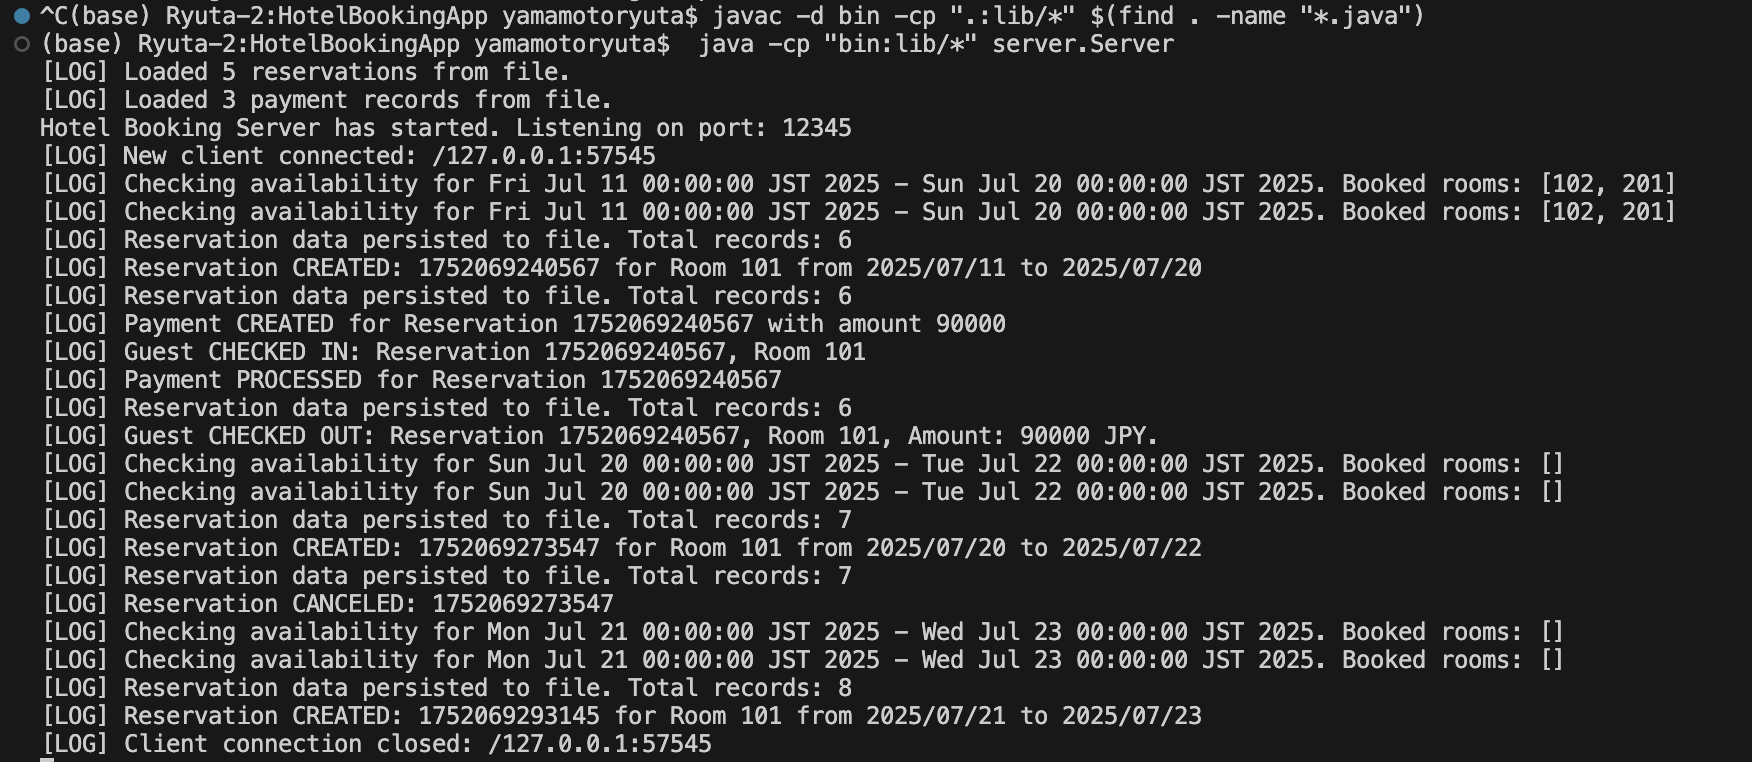 ^C(base) Ryuta-2:HotelBookingApp yamamotoryuta$ javac -d bin -cp ".:lib/*" $(find . -name "*.java")
(base) Ryuta-2:HotelBookingApp yamamotoryuta$  java -cp "bin:lib/*" server.Server
[LOG] Loaded 5 reservations from file.
[LOG] Loaded 3 payment records from file.
Hotel Booking Server has started. Listening on port: 12345
[LOG] New client connected: /127.0.0.1:57545
[LOG] Checking availability for Fri Jul 11 00:00:00 JST 2025 - Sun Jul 20 00:00:00 JST 2025. Booked rooms: [102, 201]
[LOG] Checking availability for Fri Jul 11 00:00:00 JST 2025 - Sun Jul 20 00:00:00 JST 2025. Booked rooms: [102, 201]
[LOG] Reservation data persisted to file. Total records: 6
[LOG] Reservation CREATED: 1752069240567 for Room 101 from 2025/07/11 to 2025/07/20
[LOG] Reservation data persisted to file. Total records: 6
[LOG] Payment CREATED for Reservation 1752069240567 with amount 90000
[LOG] Guest CHECKED IN: Reservation 1752069240567, Room 101
[LOG] Payment PROCESSED for Reservation 1752069240567
[LOG] Reservation data persisted to file. Total records: 6
[LOG] Guest CHECKED OUT: Reservation 1752069240567, Room 101, Amount: 90000 JPY.
[LOG] Checking availability for Sun Jul 20 00:00:00 JST 2025 - Tue Jul 22 00:00:00 JST 2025. Booked rooms: []
[LOG] Checking availability for Sun Jul 20 00:00:00 JST 2025 - Tue Jul 22 00:00:00 JST 2025. Booked rooms: []
[LOG] Reservation data persisted to file. Total records: 7
[LOG] Reservation CREATED: 1752069273547 for Room 101 from 2025/07/20 to 2025/07/22
[LOG] Reservation data persisted to file. Total records: 7
[LOG] Reservation CANCELED: 1752069273547
[LOG] Checking availability for Mon Jul 21 00:00:00 JST 2025 - Wed Jul 23 00:00:00 JST 2025. Booked rooms: []
[LOG] Checking availability for Mon Jul 21 00:00:00 JST 2025 - Wed Jul 23 00:00:00 JST 2025. Booked rooms: []
[LOG] Reservation data persisted to file. Total records: 8
[LOG] Reservation CREATED: 1752069293145 for Room 101 from 2025/07/21 to 2025/07/23
[LOG] Client connection closed: /127.0.0.1:57545